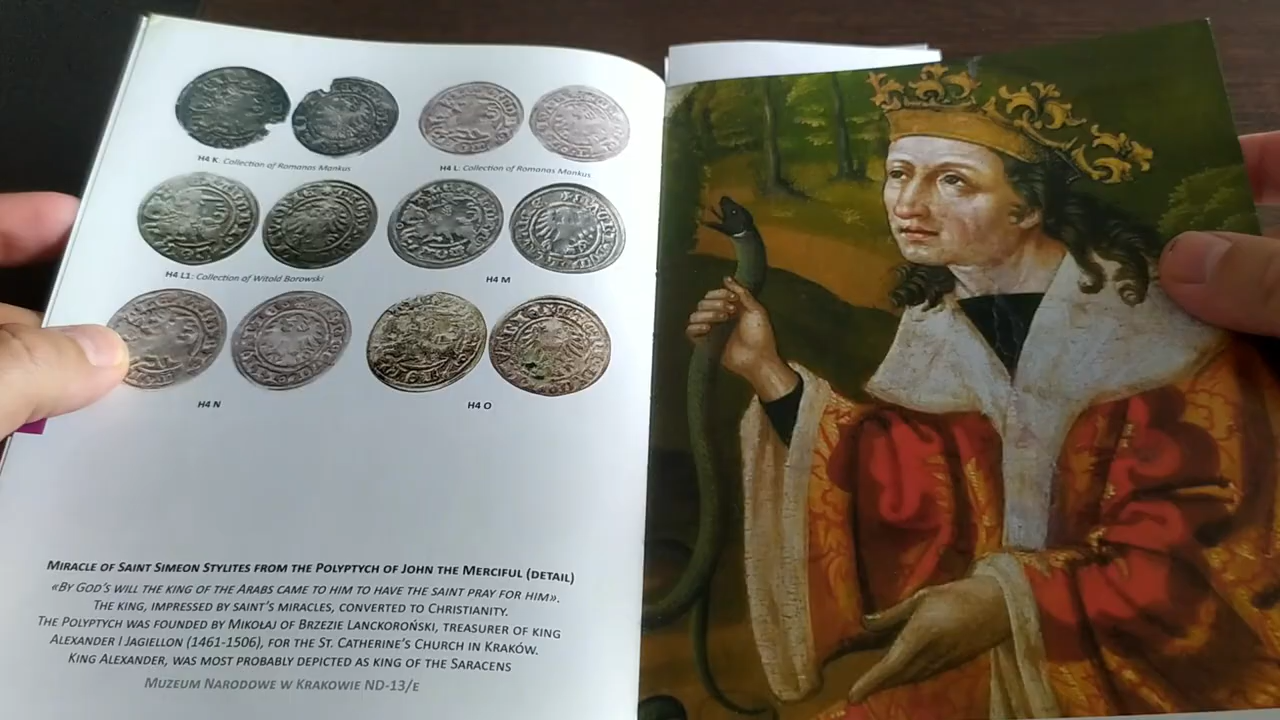 H4 K: Collection of Romanas Mankus
H4 L: Collection of Romanas Mankus
H4 L1: Collection of Witold Borowski
H4 M
H4 N
H4 O
MIRACLE OF SAINT SIMEON STYLITES FROM THE POLYPTYCH OF JOHN THE MERCIFUL (DETAIL)
«BY GOD'S WILL THE KING OF THE ARABS CAME TO HIM TO HAVE THE SAINT PRAY FOR HIM».
THE KING, IMPRESSED BY SAINT'S MIRACLES, CONVERTED TO CHRISTIANITY.
THE POLYPTYCH WAS FOUNDED BY MIKOŁAJ OF BRZEZIE LANCKOROŃSKI, TREASURER OF KING
ALEXANDER I JAGIELLON (1461-1506), FOR THE ST. CATHERINE'S CHURCH IN KRAKÓW.
KING ALEXANDER, WAS MOST PROBABLY DEPICTED AS KING OF THE SARACENS
MUZEUM NARODOWE W KRAKOWIE ND-13/E